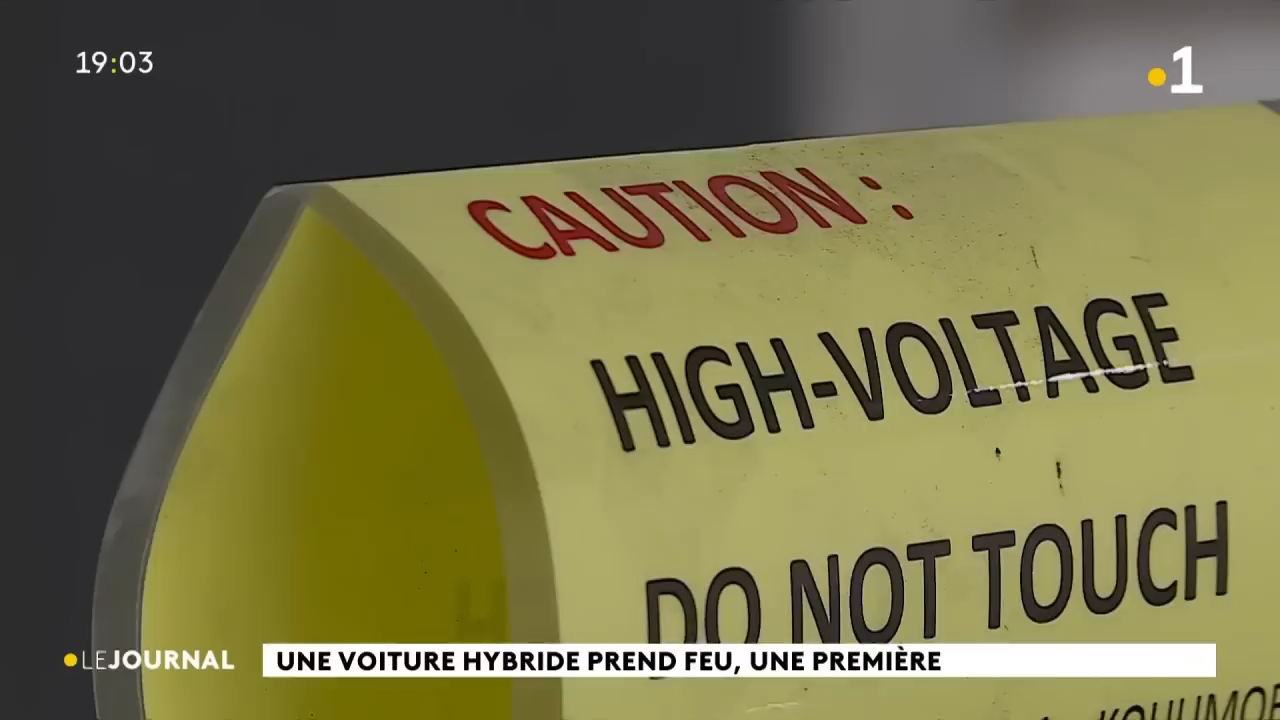 19:03
1
CAUTION :
HIGH-VOLTAGE
DO NOT TOUCH
LEJOURNAL
UNE VOITURE HYBRIDE PREND FEU, UNE PREMIÈRE